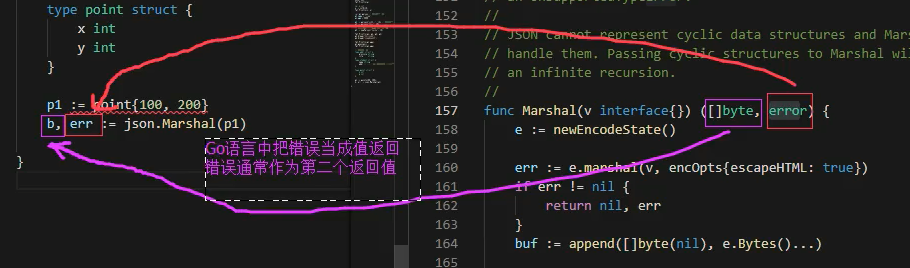 type point struct {
x int
y int
}
p1 := point{100, 200}
b, err := json.Marshal(p1)
}
Go语言中把错误当成值返回
错误通常作为第二个返回值
152 //
153 // JSON cannot represent cyclic data structures and Mars
154 // handle them. Passing cyclic structures to Marshal wil
155 // an infinite recursion.
156 //
157 func Marshal(v interface{}) ([]byte, error) {
158 e := newEncodeState()
159
160 err := e.marshal(v, encOpts{escapeHTML: true})
161 if err != nil {
162 return nil, err
163 }
164 buf := append([]byte(nil), e.Bytes()...)
165